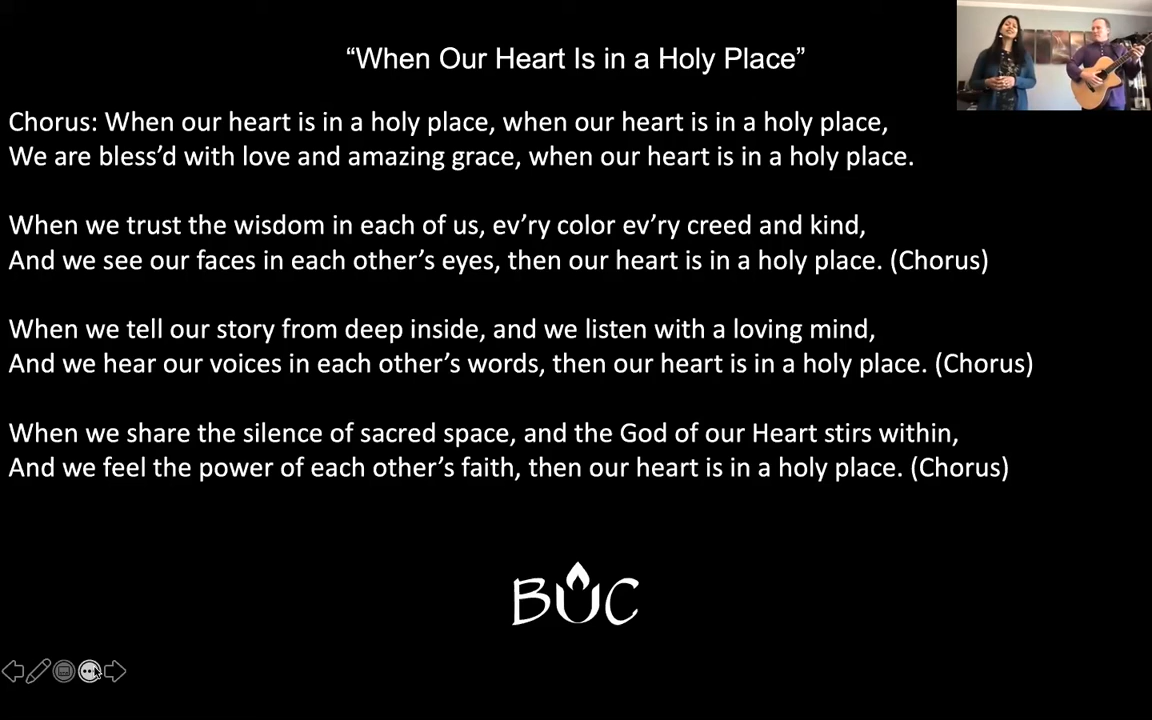 “When Our Heart Is in a Holy Place”
Chorus: When our heart is in a holy place, when our heart is in a holy place,
We are bless’d with love and amazing grace, when our heart is in a holy place.
When we trust the wisdom in each of us, ev’ry color ev’ry creed and kind,
And we see our faces in each other’s eyes, then our heart is in a holy place. (Chorus)
When we tell our story from deep inside, and we listen with a loving mind,
And we hear our voices in each other’s words, then our heart is in a holy place. (Chorus)
When we share the silence of sacred space, and the God of our Heart stirs within,
And we feel the power of each other’s faith, then our heart is in a holy place. (Chorus)
BUC